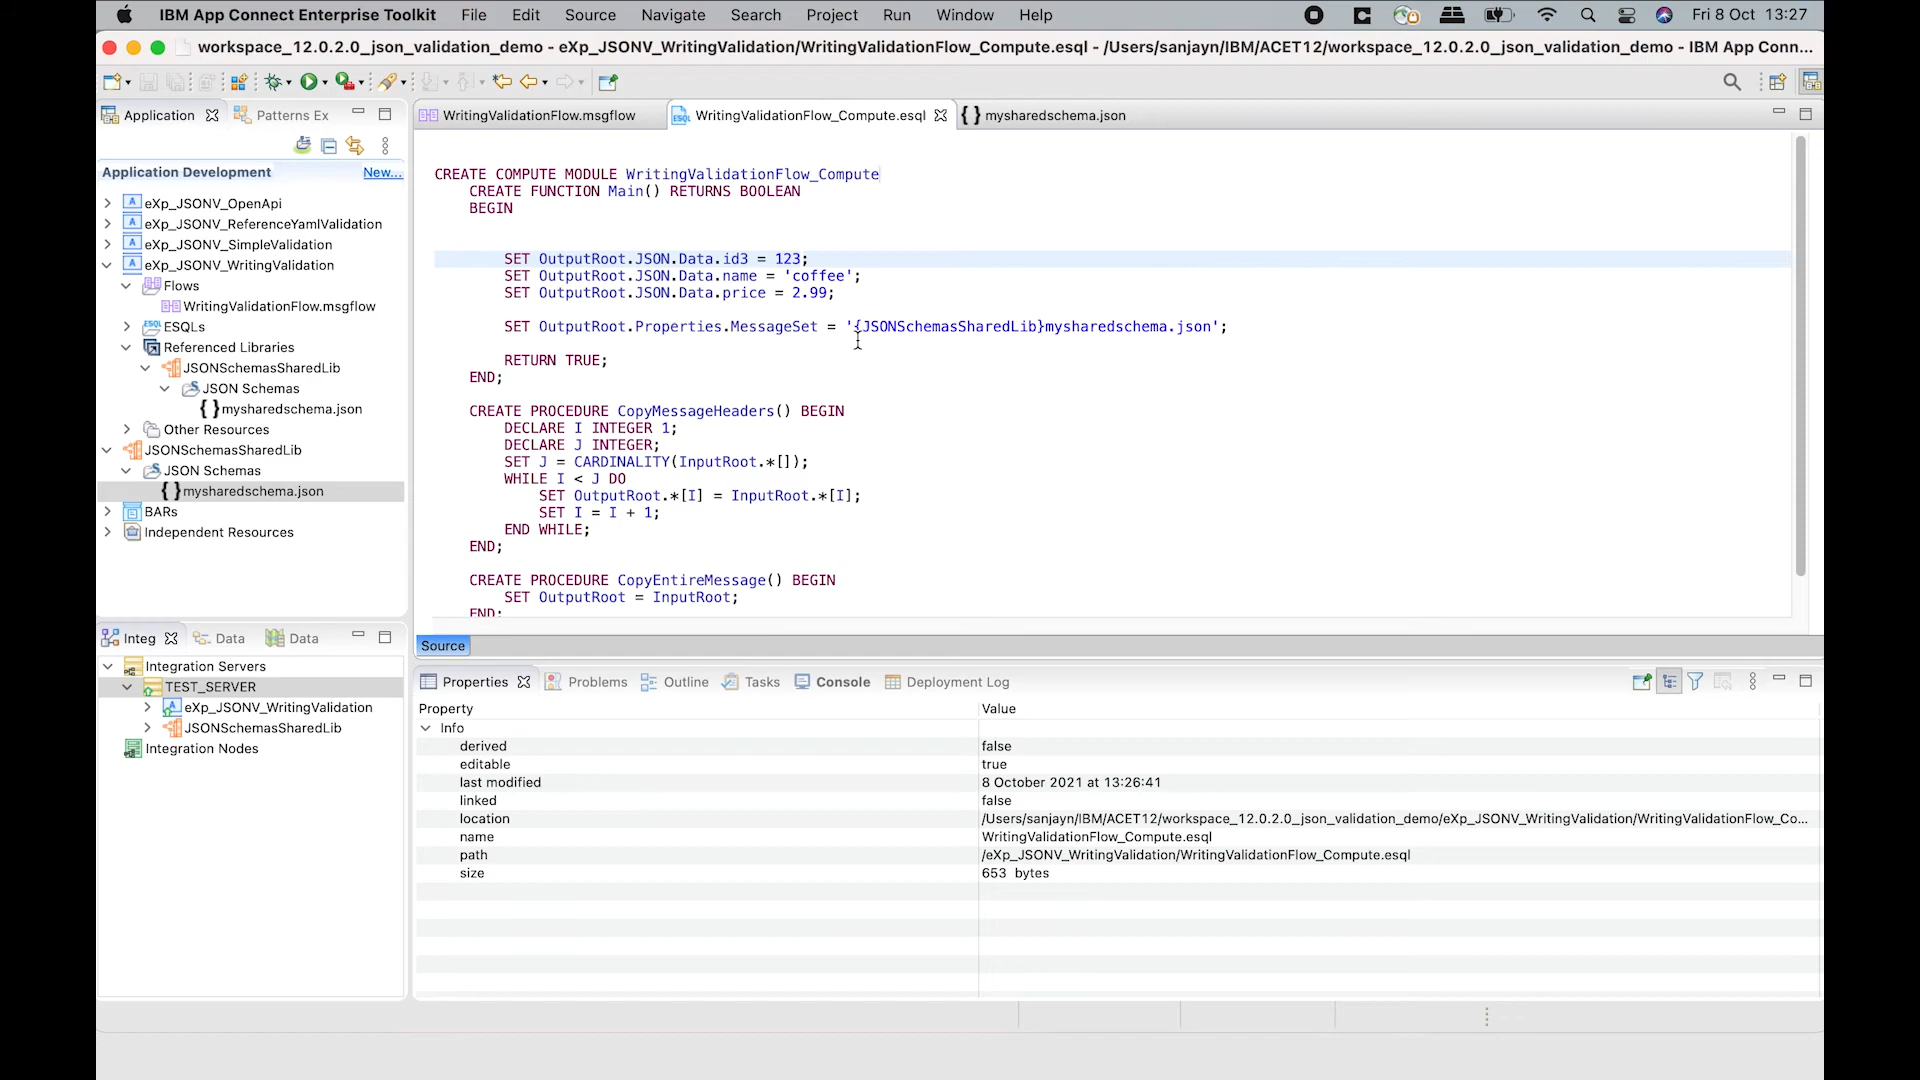 IBM App Connect Enterprise Toolkit File Edit Source Navigate Search Project Run Window Help Fri 8 Oct 13:27
workspace_12.0.2.0_json_validation_demo - eXp_JSONV_WritingValidation/WritingValidationFlow_Compute.esql - /Users/sanjayn/IBM/ACET12/workspace_12.0.2.0_json_validation_demo - IBM App Conn...
Application Patterns Ex
WritingValidationFlow.msgflow WritingValidationFlow_Compute.esql mysharedschema.json
Application Development New...
eXp_JSONV_OpenApi
eXp_JSONV_ReferenceYamlValidation
eXp_JSONV_SimpleValidation
eXp_JSONV_WritingValidation
Flows
WritingValidationFlow.msgflow
ESQLs
Referenced Libraries
JSONSchemasSharedLib
JSON Schemas
mysharedschema.json
Other Resources
JSONSchemasSharedLib
JSON Schemas
mysharedschema.json
BARs
Independent Resources
CREATE COMPUTE MODULE WritingValidationFlow_Compute
CREATE FUNCTION Main() RETURNS BOOLEAN
BEGIN
SET OutputRoot.JSON.Data.id3 = 123;
SET OutputRoot.JSON.Data.name = 'coffee';
SET OutputRoot.JSON.Data.price = 2.99;
SET OutputRoot.Properties.MessageSet = '{JSONSchemasSharedLib}mysharedschema.json';
RETURN TRUE;
END;
CREATE PROCEDURE CopyMessageHeaders() BEGIN
DECLARE I INTEGER 1;
DECLARE J INTEGER;
SET J = CARDINALITY(InputRoot.*[]);
WHILE I < J DO
SET OutputRoot.*[I] = InputRoot.*[I];
SET I = I + 1;
END WHILE;
END;
CREATE PROCEDURE CopyEntireMessage() BEGIN
SET OutputRoot = InputRoot;
END;
Source
Integ Data Data
Integration Servers
TEST_SERVER
eXp_JSONV_WritingValidation
JSONSchemasSharedLib
Integration Nodes
Properties Problems Outline Tasks Console Deployment Log
Property Value
Info
derived false
editable true
last modified 8 October 2021 at 13:26:41
linked false
location /Users/sanjayn/IBM/ACET12/workspace_12.0.2.0_json_validation_demo/eXp_JSONV_WritingValidation/WritingValidationFlow_Co...
name WritingValidationFlow_Compute.esql
path /eXp_JSONV_WritingValidation/WritingValidationFlow_Compute.esql
size 653 bytes